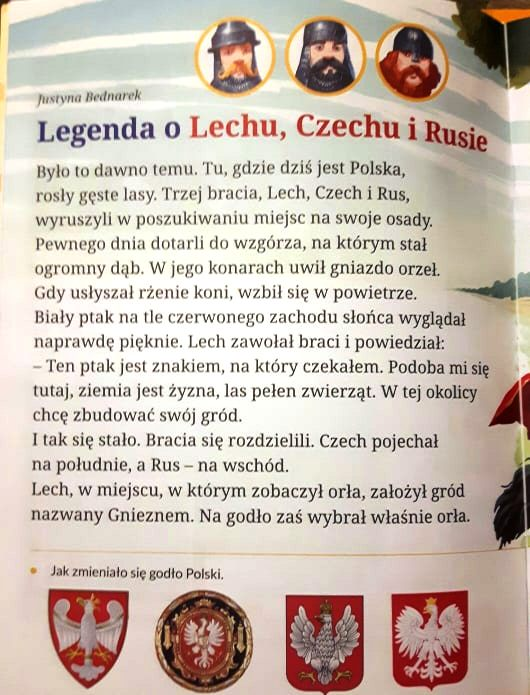 Justyna Bednarek
Legenda o Lechu, Czechu i Rusie
Było to dawno temu. Tu, gdzie dziś jest Polska,
rosły gęste lasy. Trzej bracia, Lech, Czech i Rus,
wyruszyli w poszukiwaniu miejsc na swoje osady.
Pewnego dnia dotarli do wzgórza, na którym stał
ogromny dąb. W jego konarach uwił gniazdo orzeł.
Gdy usłyszał rżenie koni, wzbił się w powietrze.
Biały ptak na tle czerwonego zachodu słońca wyglądał
naprawdę pięknie. Lech zawołał braci i powiedział:
– Ten ptak jest znakiem, na który czekałem. Podoba mi się
tutaj, ziemia jest żyzna, las pełen zwierząt. W tej okolicy
chcę zbudować swój gród.
I tak się stało. Bracia się rozdzielili. Czech pojechał
na południe, a Rus – na wschód.
Lech, w miejscu, w którym zobaczył orła, założył gród
nazwany Gnieznem. Na godło zaś wybrał właśnie orła.
• Jak zmieniało się godło Polski.